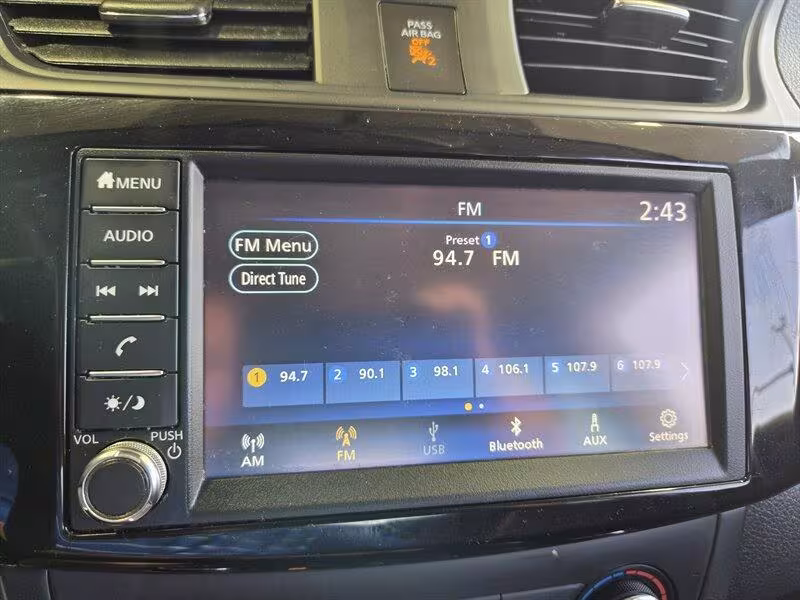 PASS
AIR BAG
OFF
2
MENU
AUDIO
VOL
PUSH
FM
2:43
FM Menu
Direct Tune
Preset 1
94.7 FM
1 94.7 2 90.1 3 98.1 4 106.1 5 107.9 6 107.9
AM FM USB Bluetooth AUX Settings